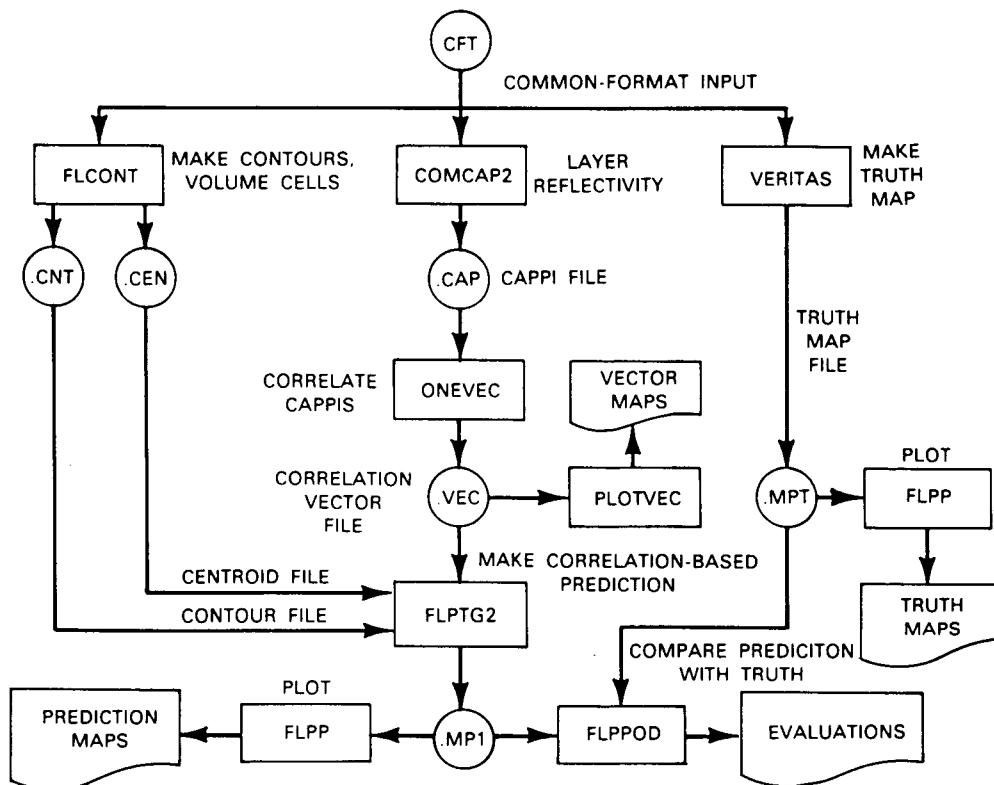 CFT
COMMON-FORMAT INPUT
FLCONT
MAKE CONTOURS,
VOLUME CELLS
COMCAP2
LAYER
REFLECTIVITY
VERITAS
MAKE
TRUTH
MAP
.CNT
.CEN
.CAP
CAPPI FILE
TRUTH
MAP
FILE
CORRELATE
CAPPIS
ONEVEC
VECTOR
MAPS
CORRELATION
VECTOR
FILE
.VEC
PLOTVEC
.MPT
PLOT
FLPP
MAKE CORRELATION-BASED
PREDICTION
CENTROID FILE
CONTOUR FILE
FLPTG2
TRUTH
MAPS
COMPARE PREDICITON
WITH TRUTH
PREDICTION
MAPS
PLOT
FLPP
.MP1
FLPPOD
EVALUATIONS